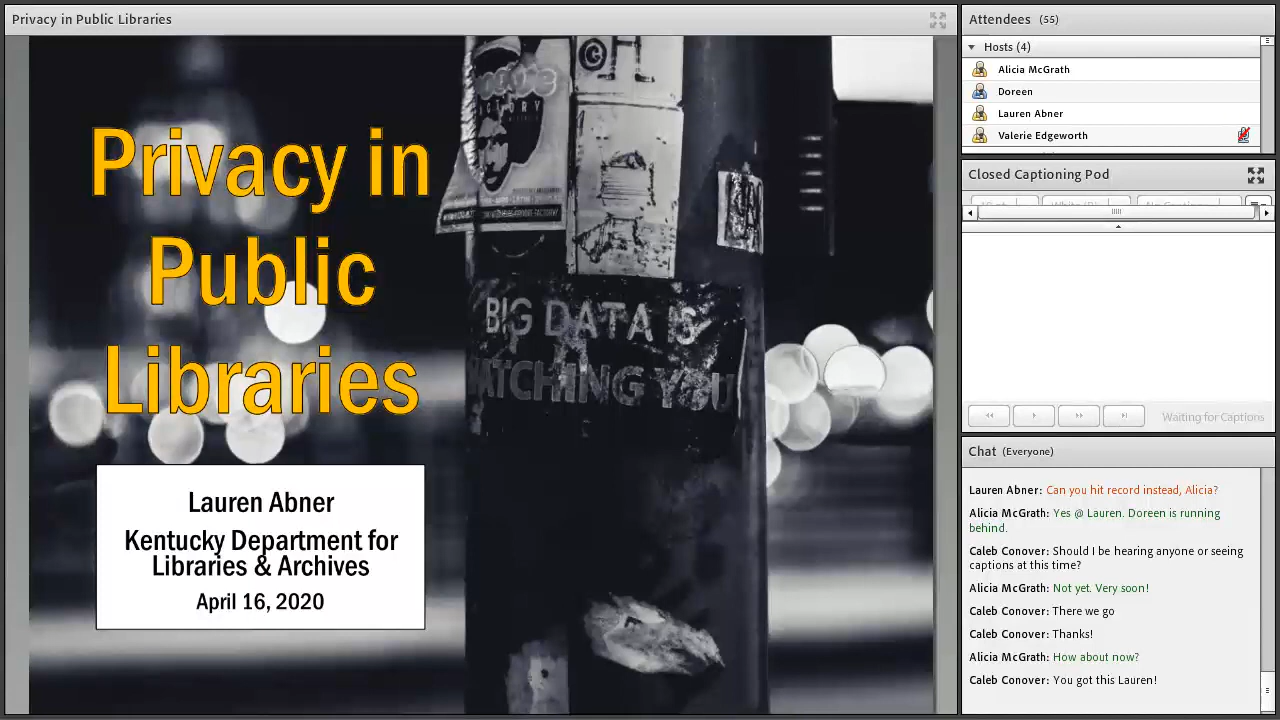 Privacy in Public Libraries
Privacy in
Public
Libraries
Lauren Abner
Kentucky Department for
Libraries & Archives
April 16, 2020
BIG DATA IS
WATCHING YOU
Attendees (55)
Hosts (4)
Alicia McGrath
Doreen
Lauren Abner
Valerie Edgeworth
Closed Captioning Pod
Waiting for Captions
Chat (Everyone)
Lauren Abner: Can you hit record instead, Alicia?
Alicia McGrath: Yes @ Lauren. Doreen is running
behind.
Caleb Conover: Should I be hearing anyone or seeing
captions at this time?
Alicia McGrath: Not yet. Very soon!
Caleb Conover: There we go
Caleb Conover: Thanks!
Alicia McGrath: How about now?
Caleb Conover: You got this Lauren!